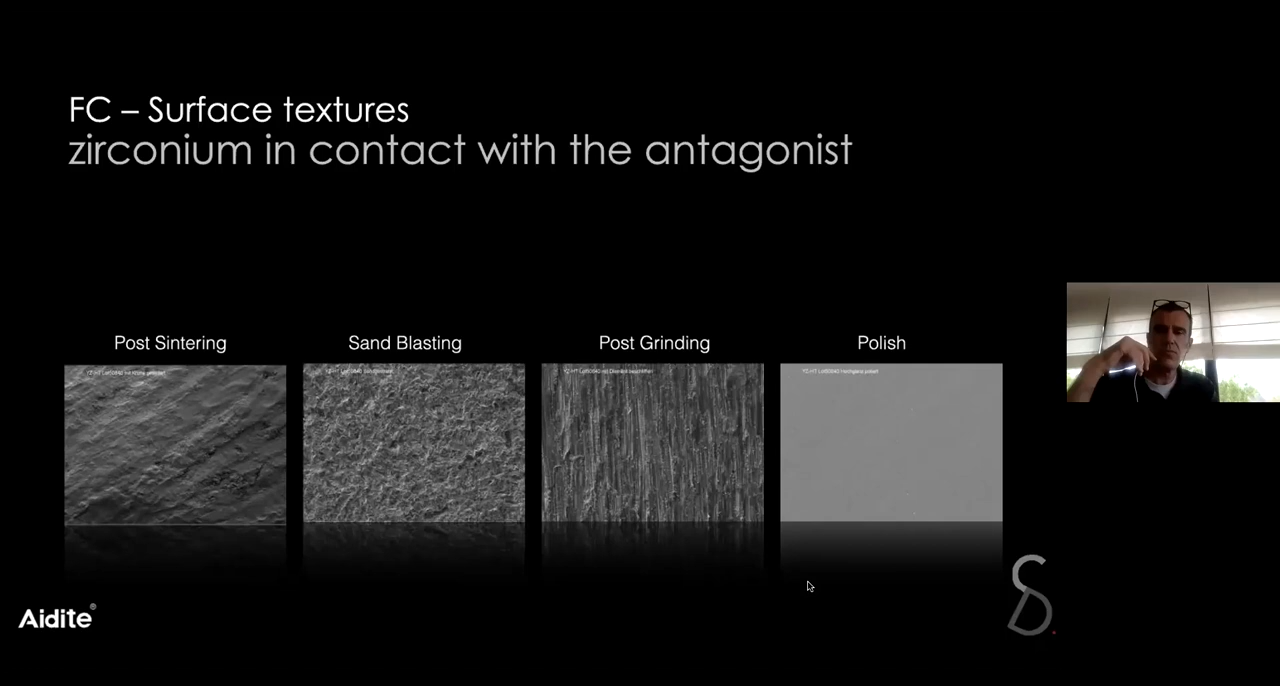 FC – Surface textures
zirconium in contact with the antagonist
Post Sintering
Sand Blasting
Post Grinding
Polish
Aidite®